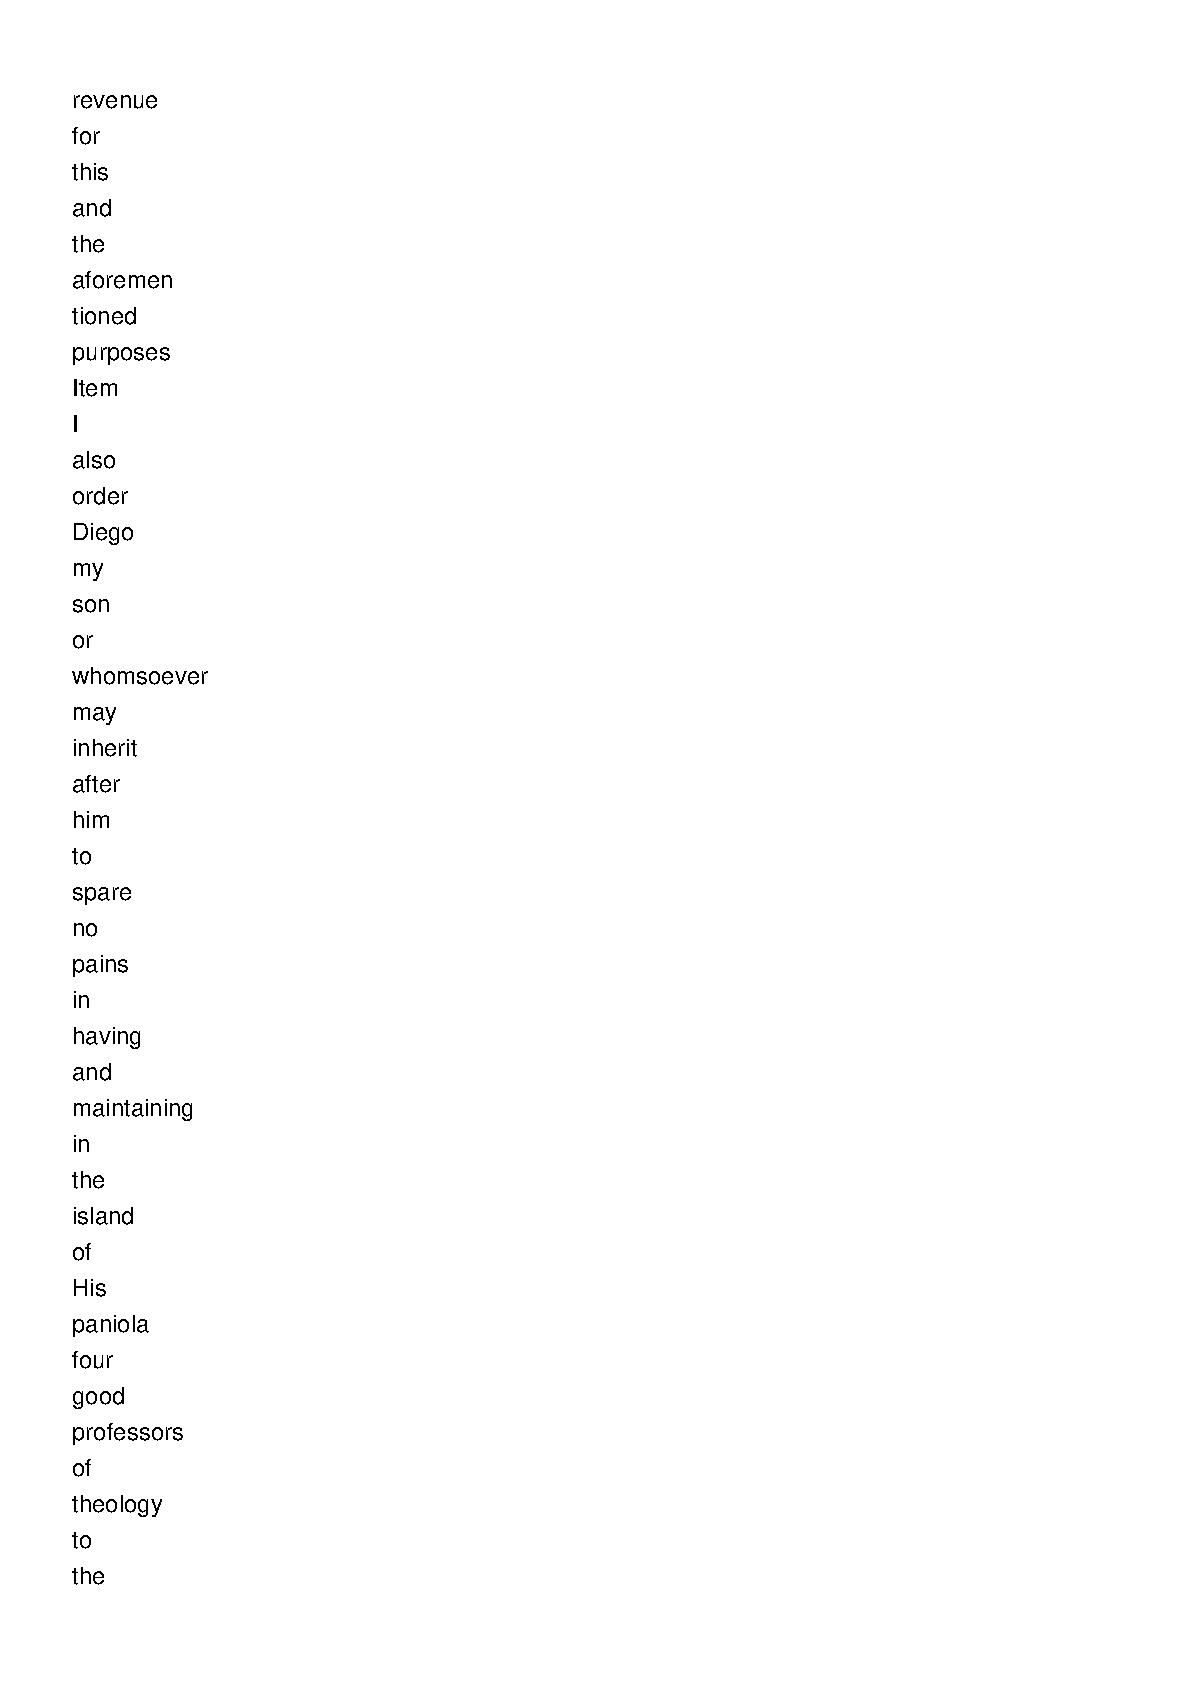 revenue
for
this
and
the
aforemen
tioned
purposes
Item
I
also
order
Diego
my
son
or
whomsoever
may
inherit
after
him
to
spare
no
pains
in
having
and
maintaining
in
the
island
of
His
paniola
four
good
professors
of
theology
to
the